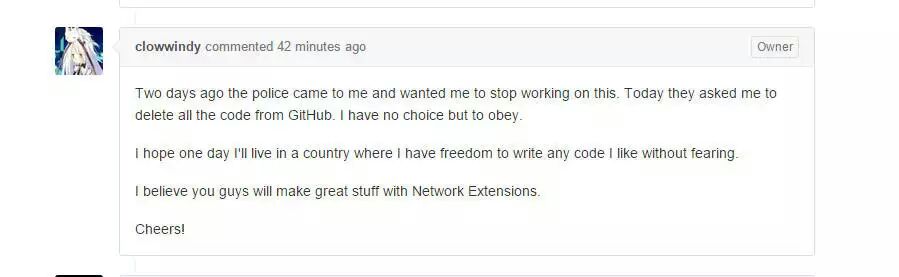 clowwindy commented 42 minutes ago
Owner
Two days ago the police came to me and wanted me to stop working on this. Today they asked me to
delete all the code from GitHub. I have no choice but to obey.
I hope one day I'll live in a country where I have freedom to write any code I like without fearing.
I believe you guys will make great stuff with Network Extensions.
Cheers!